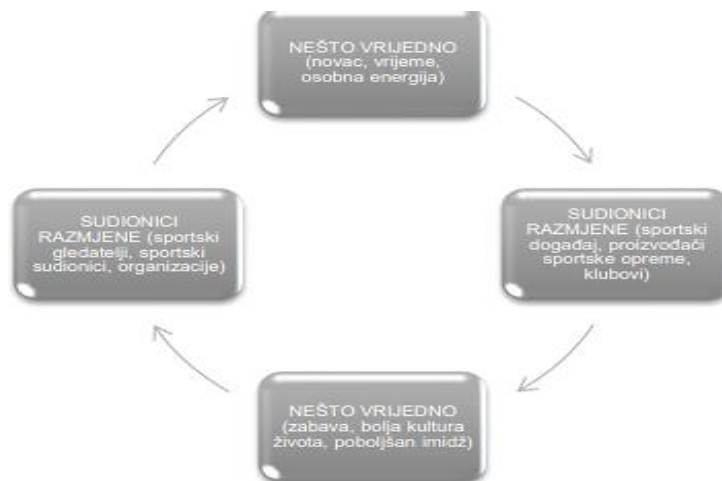 NEŠTO VRIJEDNO
(novac, vrijeme,
osobna energija)
SUDIONICI
RAZMJENE (sportski
gledatelji, sportski
sudionici, organizacije)
SUDIONICI
RAZMJENE (sportski
događaj, proizvođači
sportske opreme,
klubovi)
NEŠTO VRIJEDNO
(zabava, bolja kultura
života, poboljšan imidž)